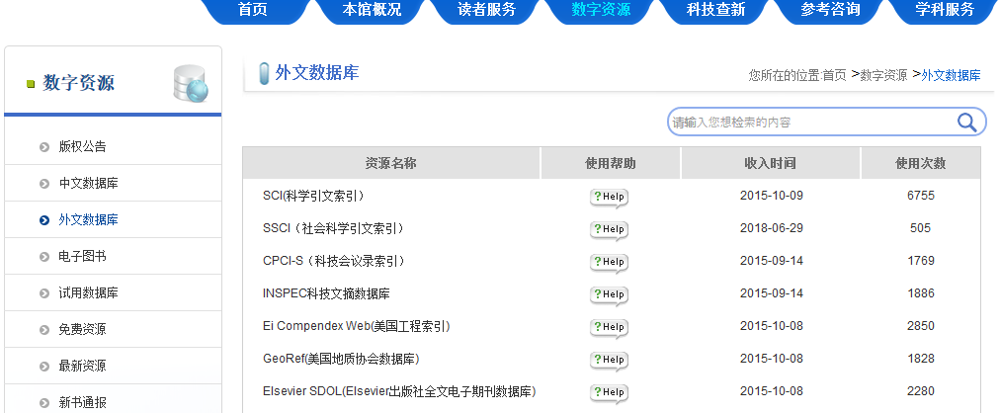 首页 本馆概况 读者服务 数字资源 科技查新 参考咨询 学科服务
数字资源
版权公告
中文数据库
外文数据库
电子图书
试用数据库
免费资源
最新资源
新书通报
外文数据库
您所在的位置:首页 >数字资源 >外文数据库
请输入您想检索的内容
资源名称 使用帮助 收入时间 使用次数
SCI(科学引文索引) ?Help 2015-10-09 6755
SSCI（社会科学引文索引） ?Help 2018-06-29 505
CPCI-S（科技会议录索引） ?Help 2015-09-14 1769
INSPEC科技文摘数据库 ?Help 2015-09-14 1886
Ei Compendex Web(美国工程索引) ?Help 2015-10-08 2850
GeoRef(美国地质协会数据库) ?Help 2015-10-08 1828
Elsevier SDOL(Elsevier出版社全文电子期刊数据库) ?Help 2015-10-08 2280